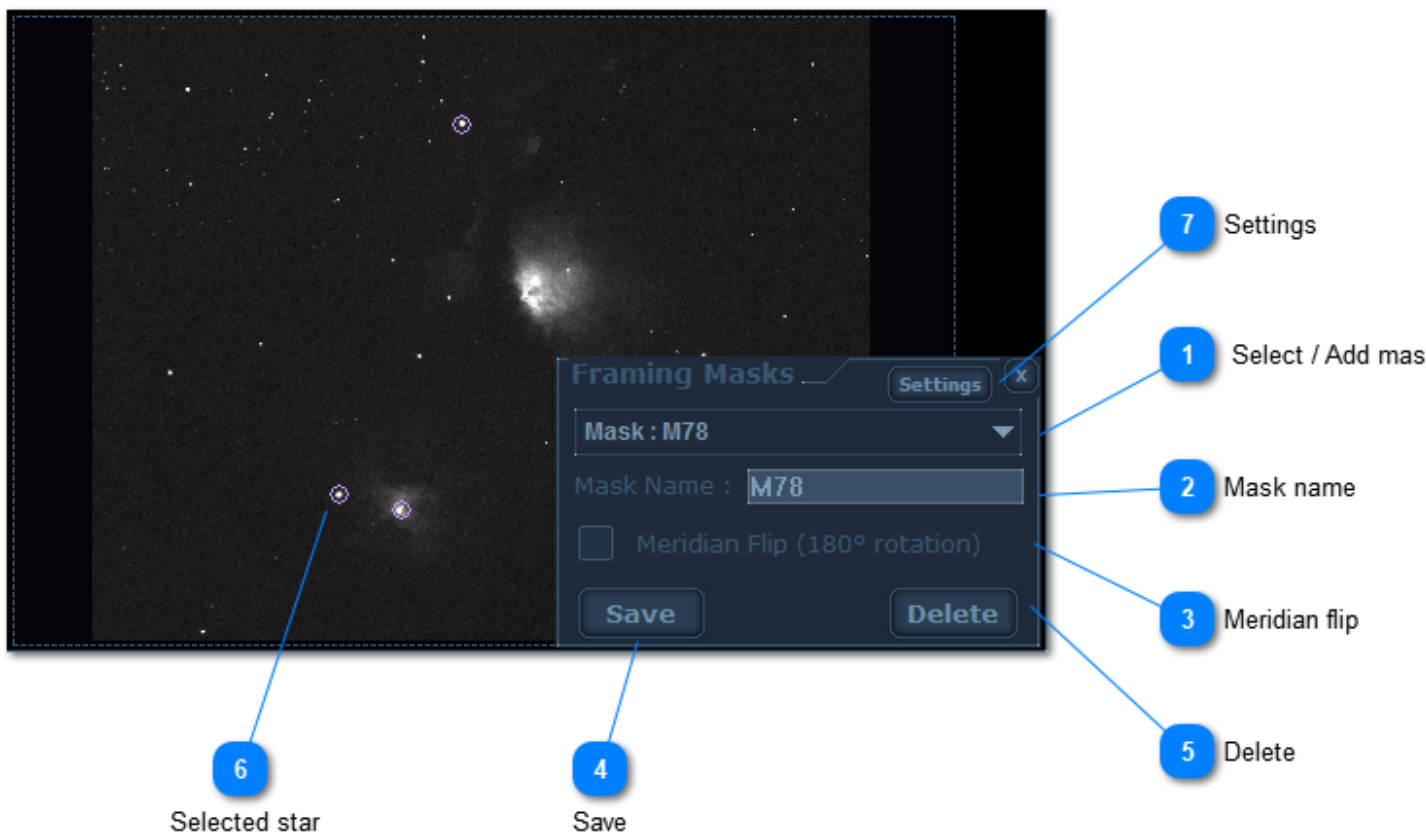 7 Settings
Framing Masks
Settings
x
1 Select / Add mas
Mask : M78
Mask Name : M78
2 Mask name
Meridian Flip (180° rotation)
3 Meridian flip
Save
Delete
5 Delete
6
Selected star
4
Save